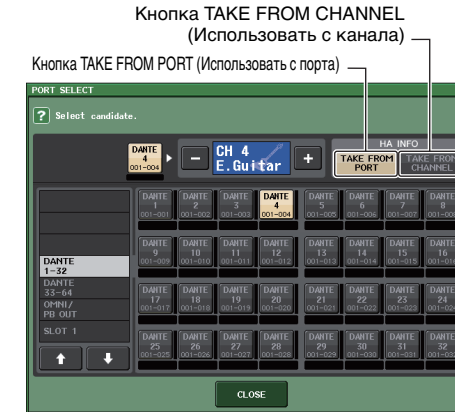 Кнопка TAKE FROM CHANNEL
(Использовать с канала)
Кнопка TAKE FROM PORT (Использовать с порта)
PORT SELECT
? Select candidate.
HA INFO
DANTE 4 001-004
CH 4
E.Guitar
− +
TAKE FROM PORT
TAKE FROM CHANNEL
DANTE 1 001-001
DANTE 2 001-002
DANTE 3 001-003
DANTE 4 001-004
DANTE 5 001-005
DANTE 6 001-006
DANTE 7 001-007
DANTE 8 001-008
DANTE 9 001-009
DANTE 10 001-010
DANTE 11 001-011
DANTE 12 001-012
DANTE 13 001-013
DANTE 14 001-014
DANTE 15 001-015
DANTE 16 001-016
DANTE 17 001-017
DANTE 18 001-018
DANTE 19 001-019
DANTE 20 001-020
DANTE 21 001-021
DANTE 22 001-022
DANTE 23 001-023
DANTE 24 001-024
DANTE 25 001-025
DANTE 26 001-026
DANTE 27 001-027
DANTE 28 001-028
DANTE 29 001-029
DANTE 30 001-030
DANTE 31 001-031
DANTE 32 001-032
DANTE
1-32
DANTE
33-64
OMNI/
PB OUT
SLOT 1
CLOSE